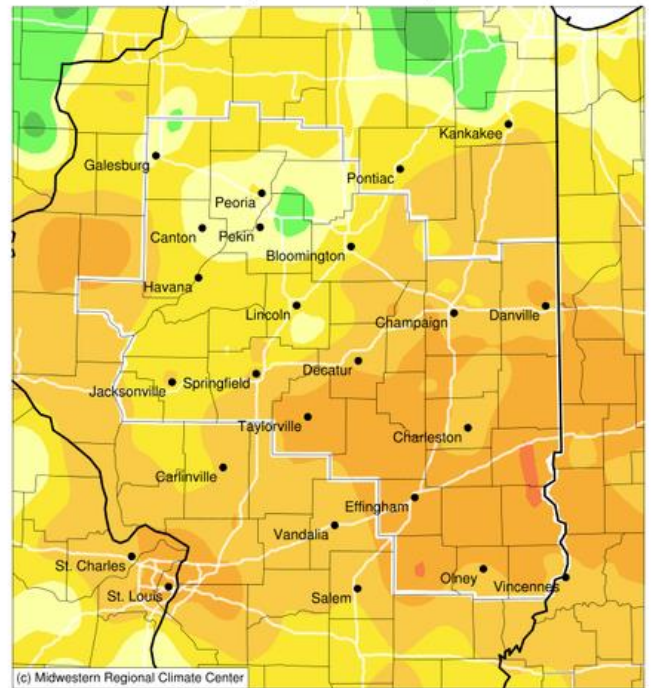 Kankakee
Galesburg
Pontiac
Peoria
Canton
Pekin
Bloomington
Havana
Lincoln
Champaign
Danville
Decatur
Jacksonville
Springfield
Taylorville
Charleston
Carlinville
Effingham
Vandalia
St. Charles
Olney
Vincennes
St. Louis
Salem
(c) Midwestern Regional Climate Center